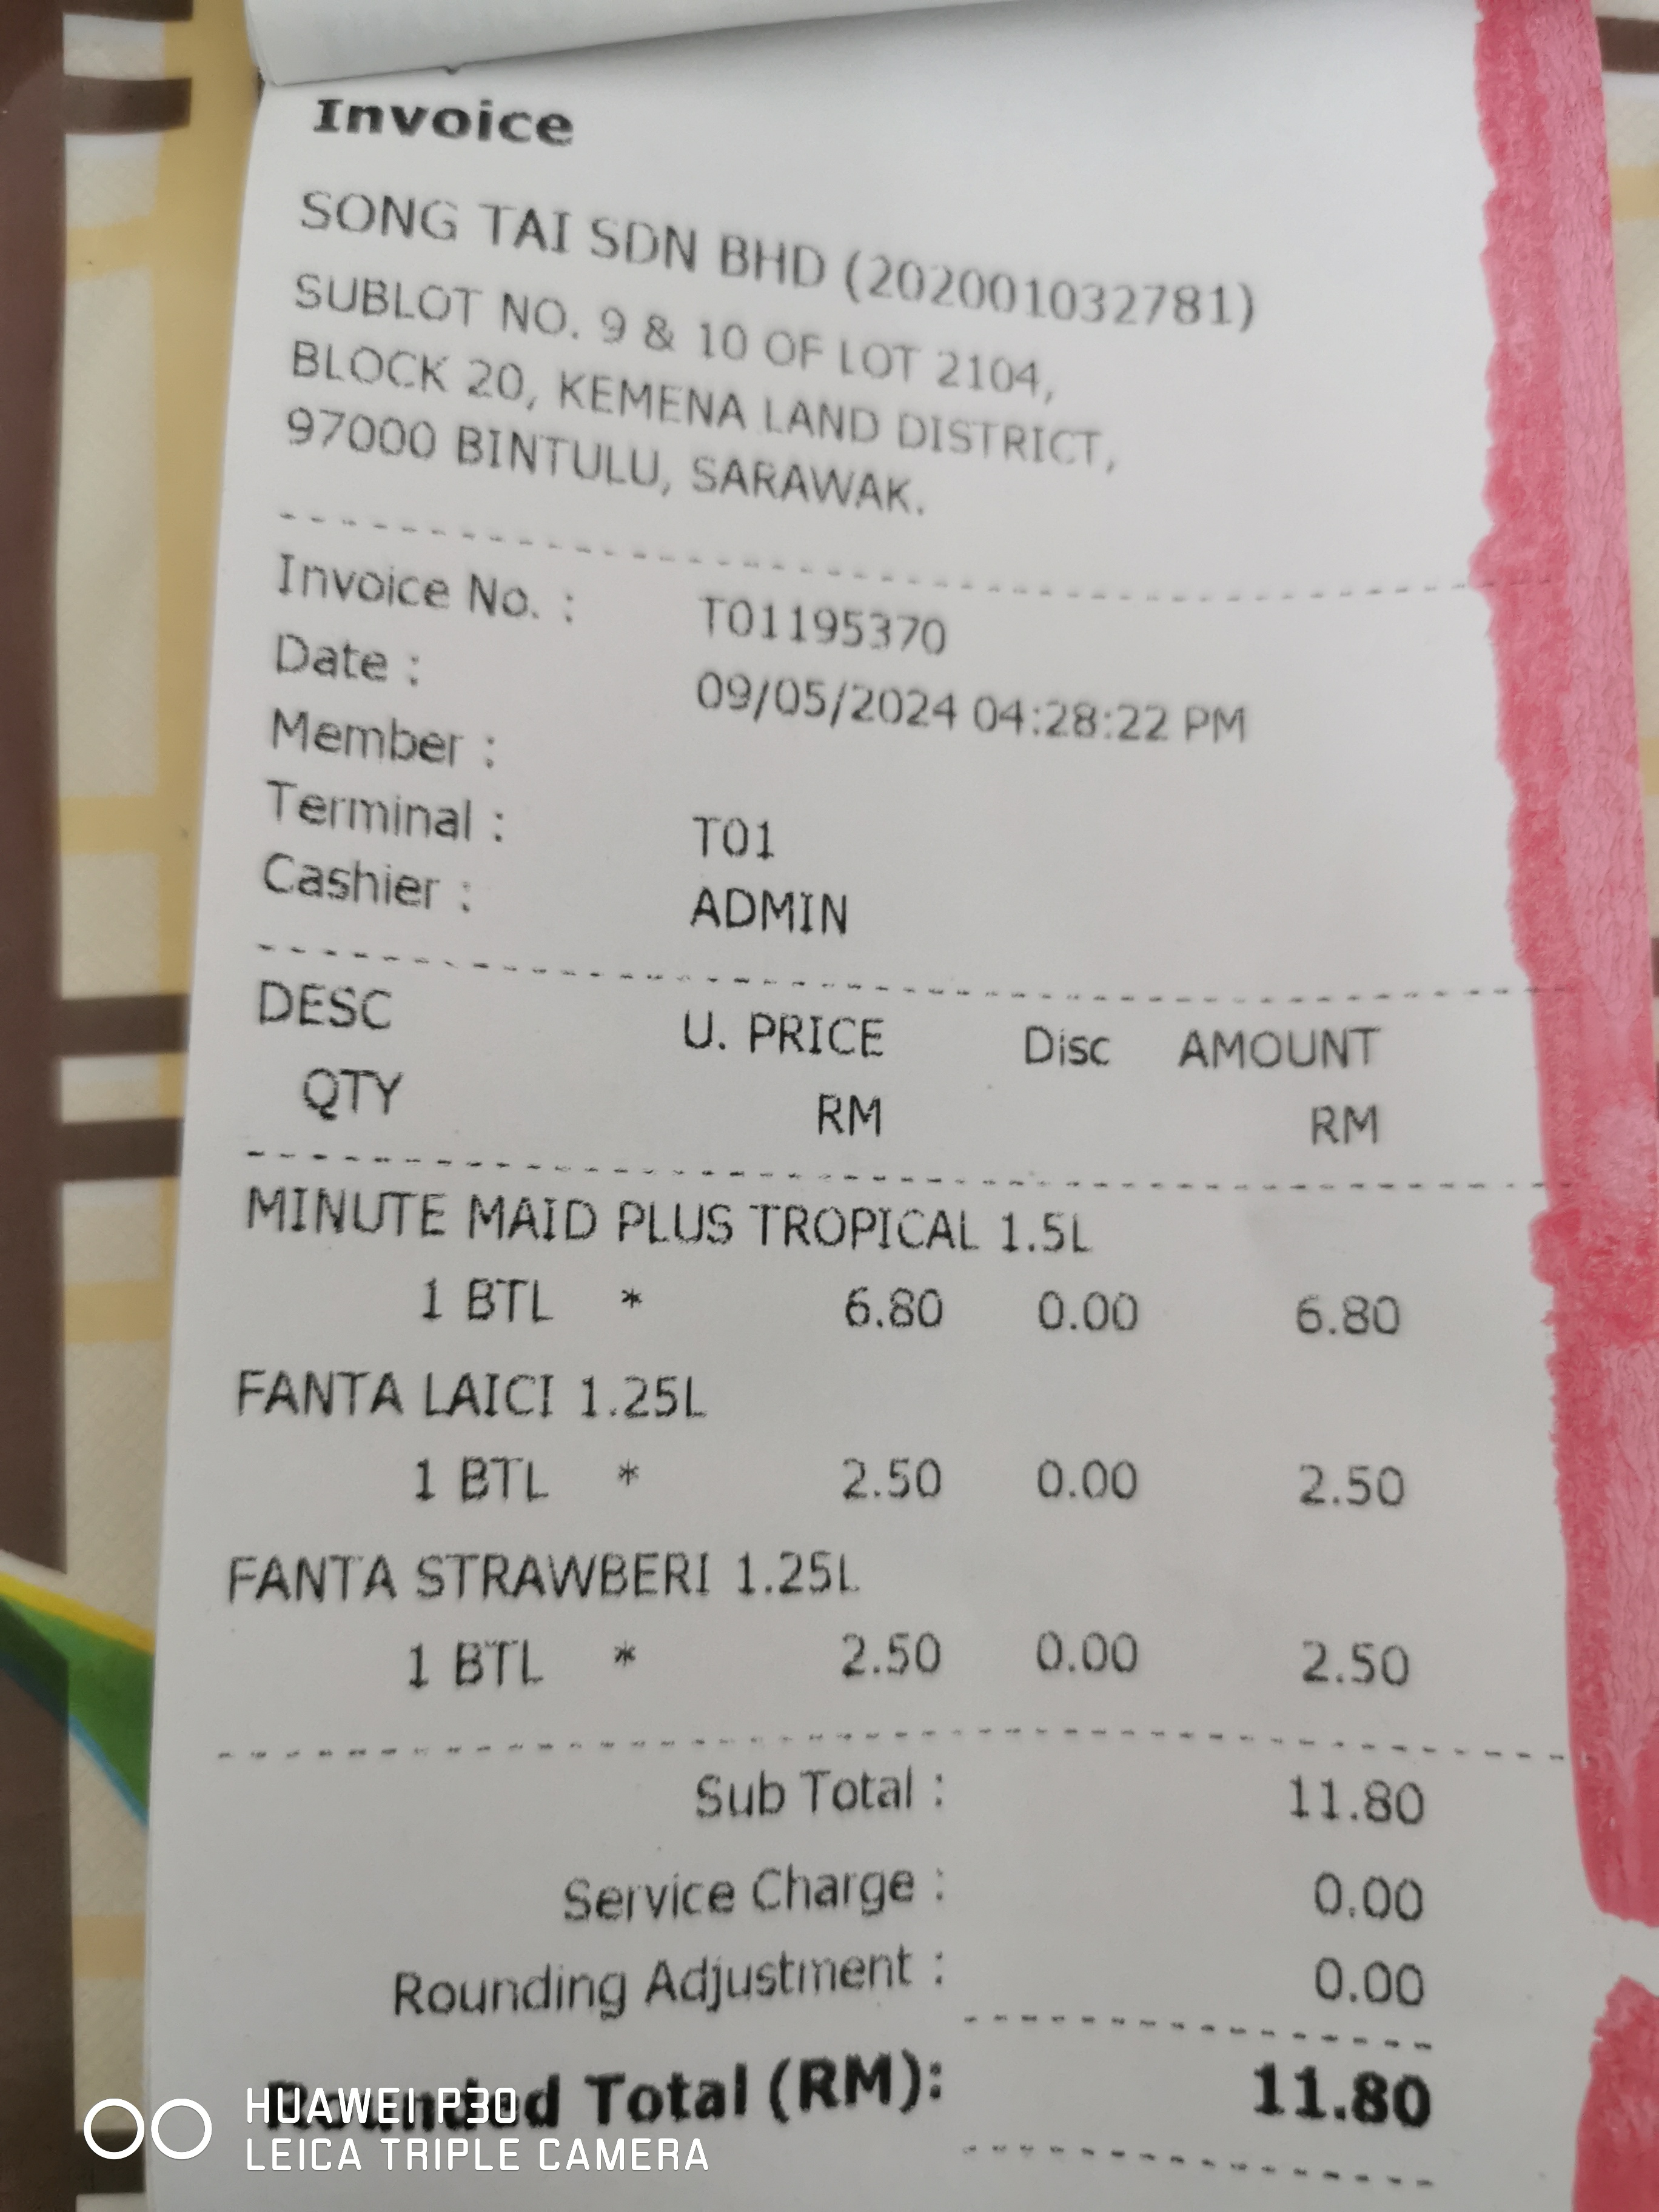 Invoice
SONG TAI SDN BHD (202001032781)
SUBLOT NO. 9 & 10 OF LOT 2104,
BLOCK 20, KEMENA LAND DISTRICT,
97000 BINTULU, SARAWAK.
Invoice No. : T01195370
Date : 09/05/2024 04:28:22 PM
Member :
Terminal : T01
Cashier : ADMIN
DESC U. PRICE Disc AMOUNT
QTY RM RM
MINUTE MAID PLUS TROPICAL 1.5L
1 BTL * 6.80 0.00 6.80
FANTA LAICI 1.25L
1 BTL * 2.50 0.00 2.50
FANTA STRAWBERI 1.25L
1 BTL * 2.50 0.00 2.50
Sub Total : 11.80
Service Charge : 0.00
Rounding Adjustment : 0.00
Rounded Total (RM): 11.80
HUAWEI P30
LEICA TRIPLE CAMERA